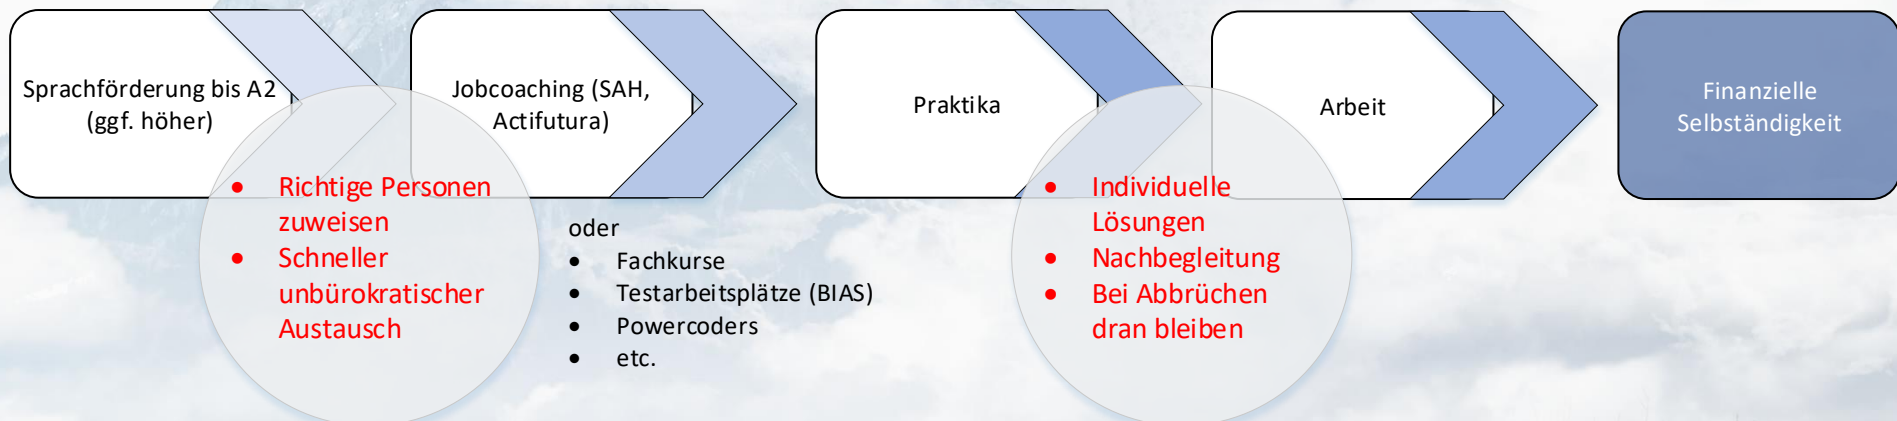 Sprachförderung bis A2
(ggf. höher)
Jobcoaching (SAH,
Actifutura)
Praktika
Arbeit
Finanzielle
Selbständigkeit
• Richtige Personen
zuweisen
• Schneller
unbürokratischer
Austausch
oder
• Fachkurse
• Testarbeitsplätze (BIAS)
• Powercoders
• etc.
• Individuelle
Lösungen
• Nachbegleitung
• Bei Abbrüchen
dran bleiben